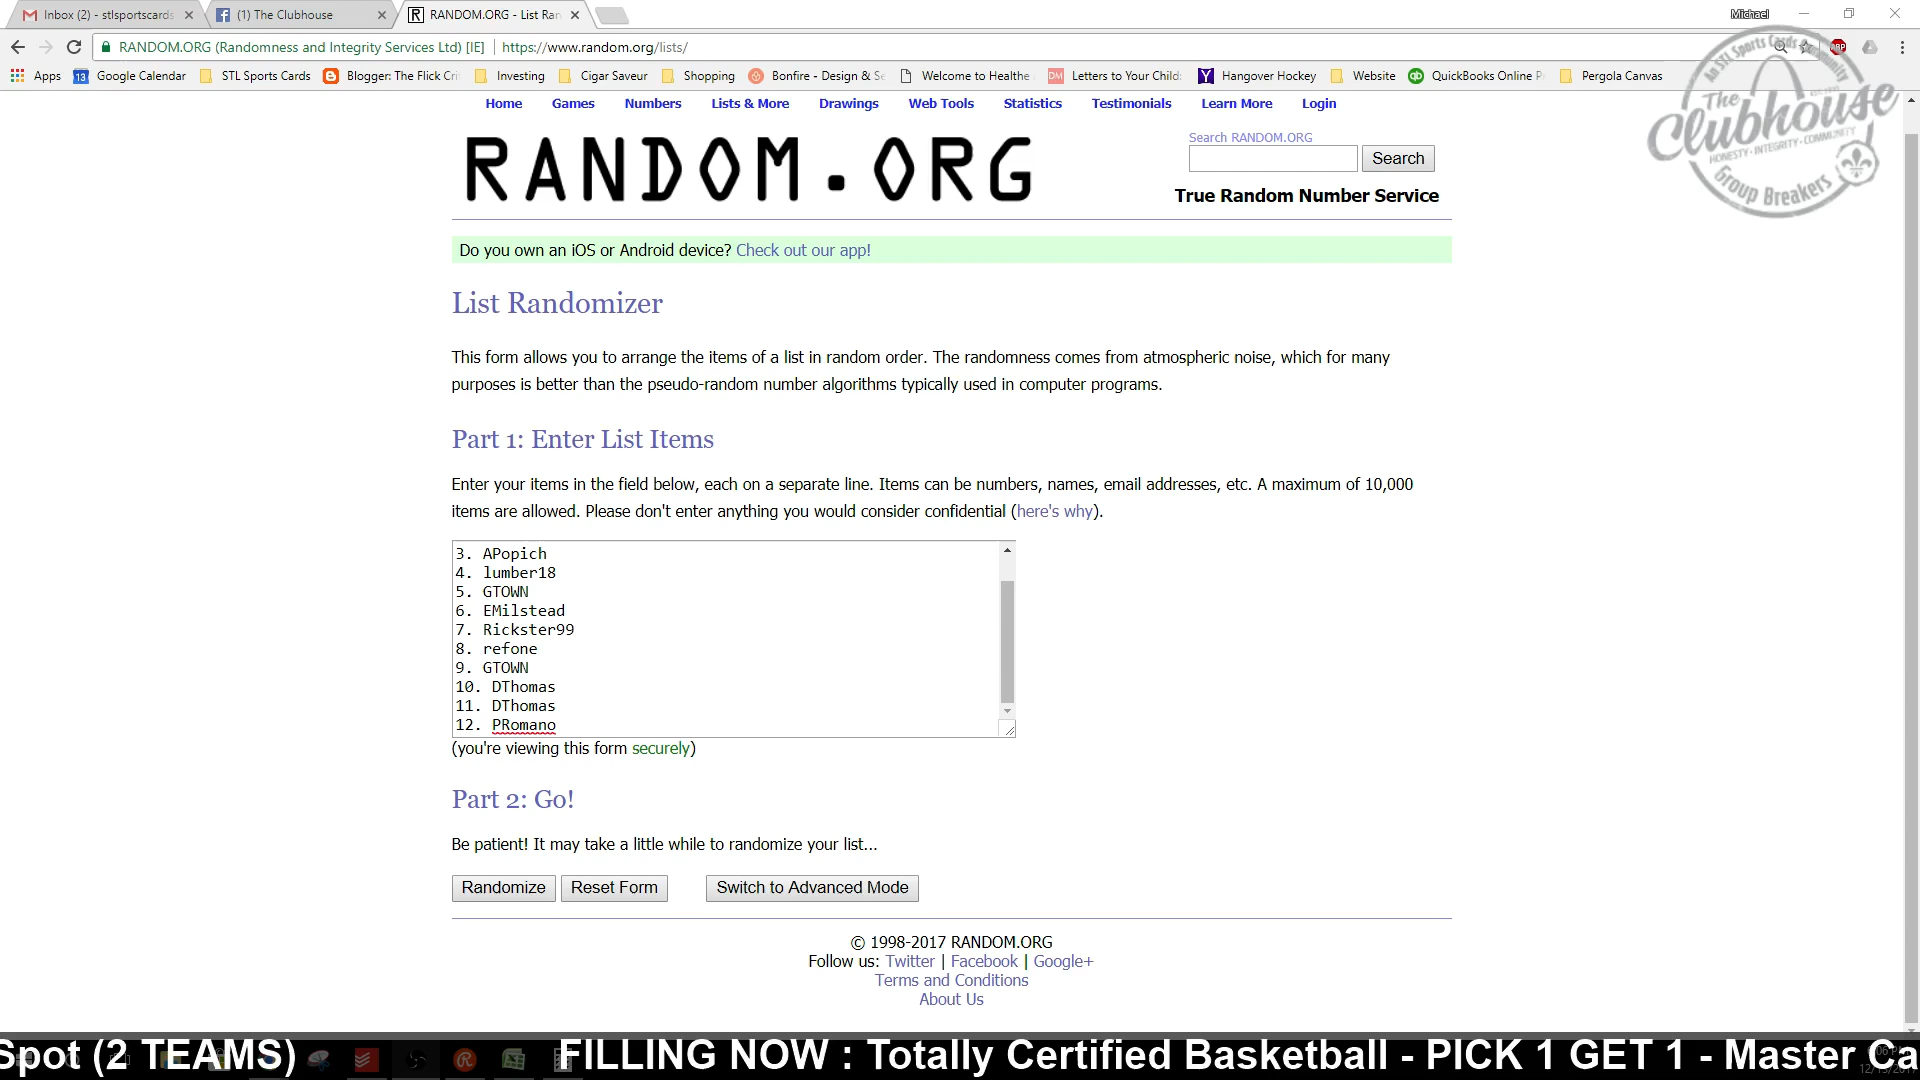 Inbox (2) - stlsportscards
(1) The Clubhouse
RANDOM.ORG - List Ran
Michael
RANDOM.ORG (Randomness and Integrity Services Ltd) [IE] | https://www.random.org/lists/
Apps
Google Calendar
STL Sports Cards
Blogger: The Flick Cri
Investing
Cigar Saveur
Shopping
Bonfire - Design & Se
Welcome to Healthe
Letters to Your Child
Hangover Hockey
Website
QuickBooks Online P
Pergola Canvas
An STL Sports Cards Community
The
Clubhouse
HONESTY · INTEGRITY · COMMUNITY
Group Breakers
Home Games Numbers Lists & More Drawings Web Tools Statistics Testimonials Learn More Login
RANDOM.ORG
Search RANDOM.ORG
Search
True Random Number Service
Do you own an iOS or Android device? Check out our app!
List Randomizer
This form allows you to arrange the items of a list in random order. The randomness comes from atmospheric noise, which for many
purposes is better than the pseudo-random number algorithms typically used in computer programs.
Part 1: Enter List Items
Enter your items in the field below, each on a separate line. Items can be numbers, names, email addresses, etc. A maximum of 10,000
items are allowed. Please don't enter anything you would consider confidential (here's why).
3. APopich
4. lumber18
5. GTOWN
6. EMilstead
7. Rickster99
8. refone
9. GTOWN
10. DThomas
11. DThomas
12. PRomano
(you're viewing this form securely)
Part 2: Go!
Be patient! It may take a little while to randomize your list...
Randomize Reset Form Switch to Advanced Mode
© 1998-2017 RANDOM.ORG
Follow us: Twitter | Facebook | Google+
Terms and Conditions
About Us
Spot (2 TEAMS) FILLING NOW : Totally Certified Basketball - PICK 1 GET 1 - Master Ca